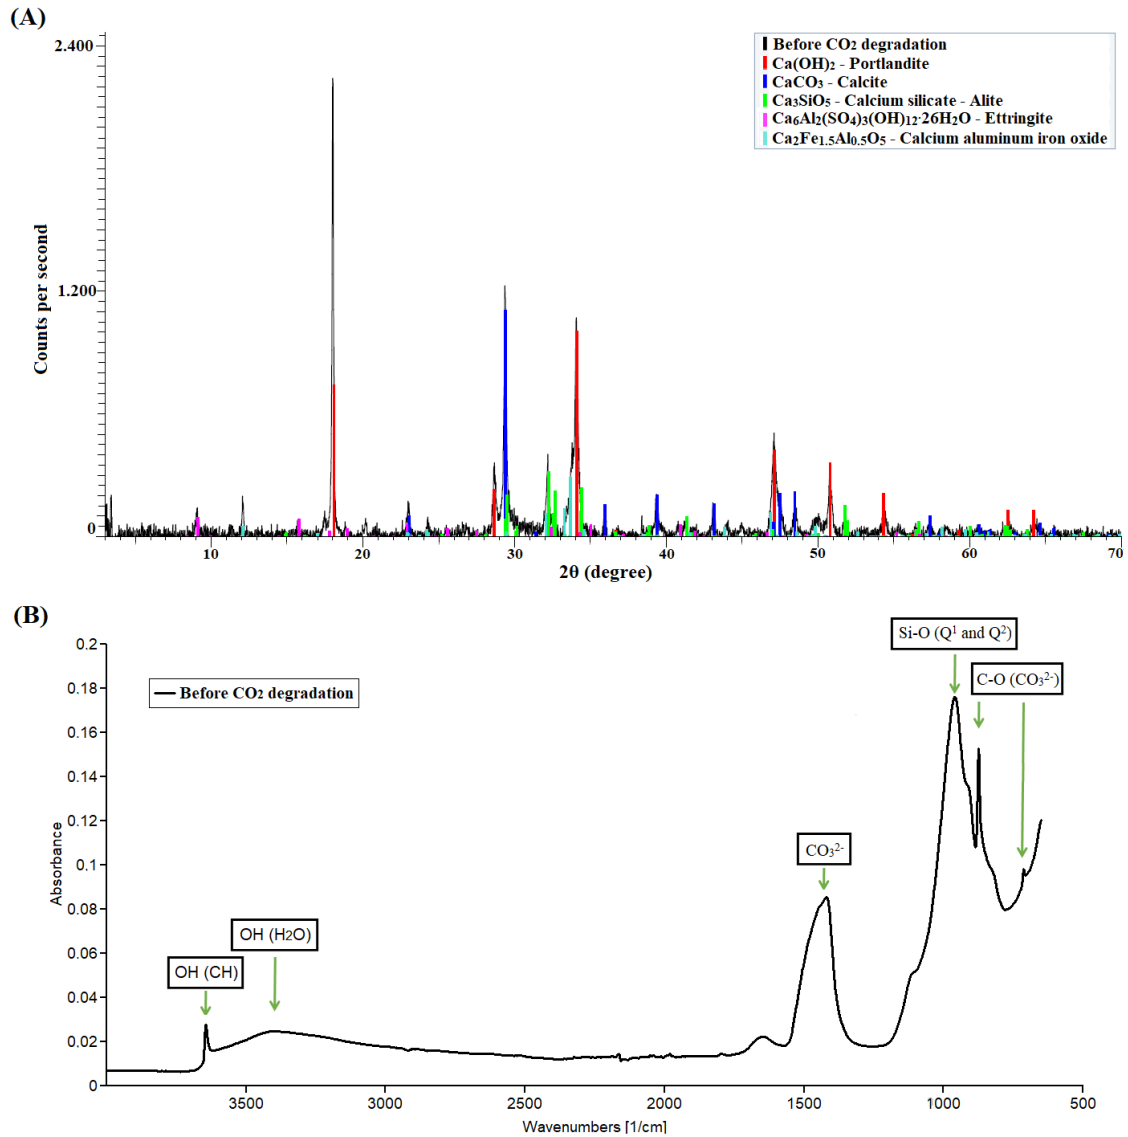 (A)
2.400
1.200
0
Counts per second
Before CO₂ degradation
Ca(OH)₂ - Portlandite
CaCO₃ - Calcite
Ca₃SiO₅ - Calcium silicate - Alite
Ca₆Al₂(SO₄)₃(OH)₁₂·26H₂O - Ettringite
Ca₂Fe₁.₅Al₀.₅O₅ - Calcium aluminum iron oxide
10 20 30 40 50 60 70
2θ (degree)
(B)
Si-O (Q¹ and Q²)
C-O (CO₃²⁻)
Before CO₂ degradation
CO₃²⁻
OH (H2O)
OH (CH)
0.2
0.18
0.16
0.14
0.12
0.1
0.08
0.06
0.04
0.02
0
Absorbance
3500 3000 2500 2000 1500 1000 500
Wavenumbers [1/cm]